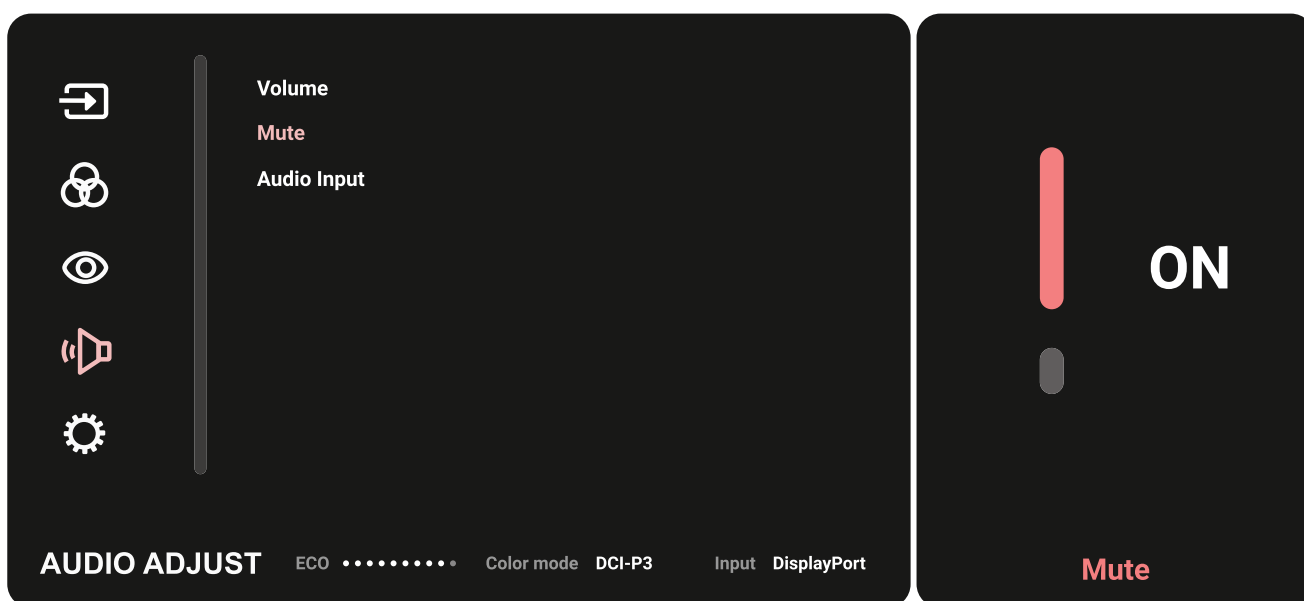 Volume
Mute
Audio Input
ON
AUDIO ADJUST ECO Color mode DCI-P3 Input DisplayPort
Mute